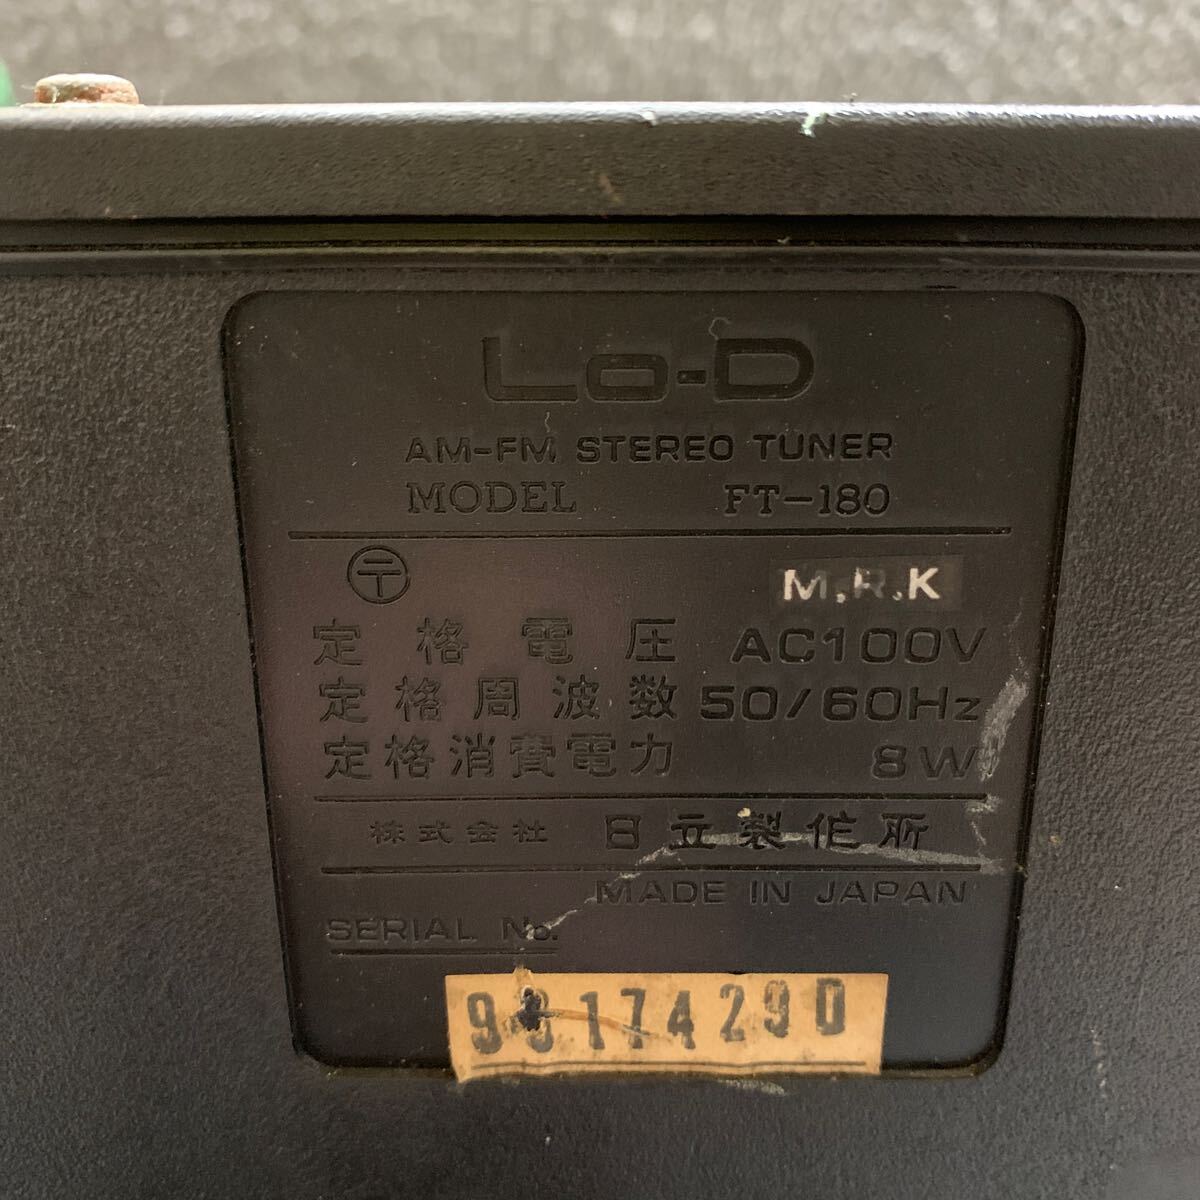 Lo-D
AM-FM STEREO TUNER
MODEL FT-180
〶 M.R.K
定格電圧 AC100V
定格周波数 50/60Hz
定格消費電力 8W
株式会社 日立製作所
MADE IN JAPAN
SERIAL No.